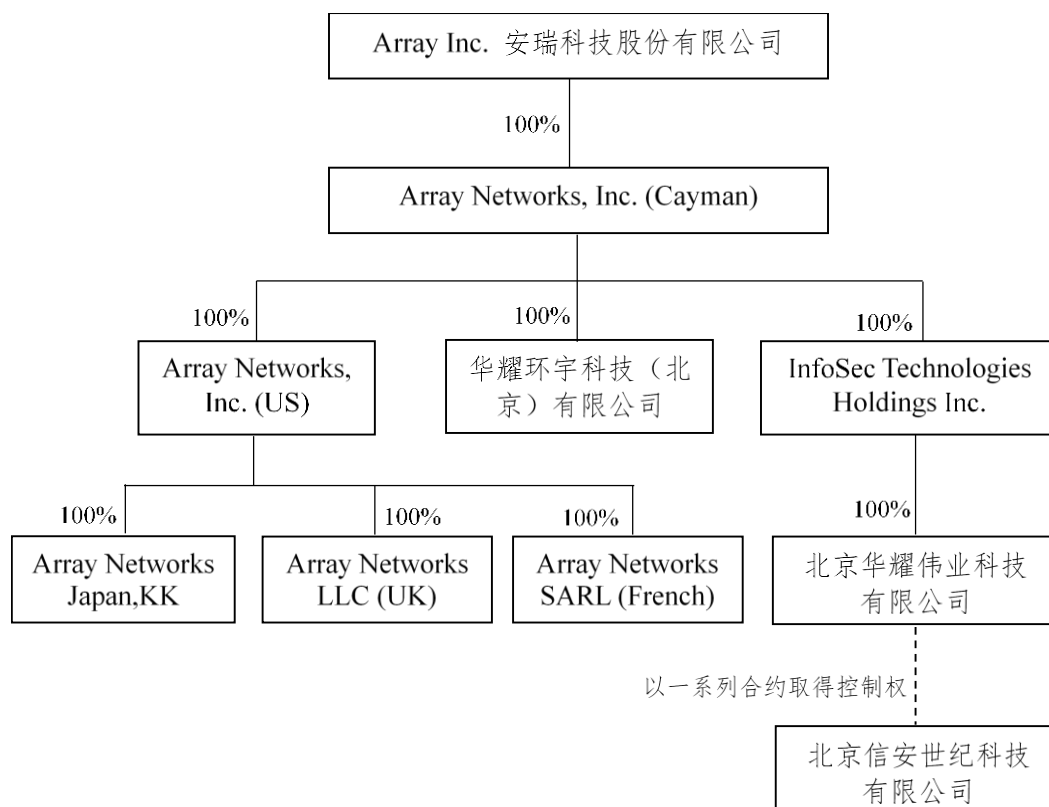 Array Inc. 安瑞科技股份有限公司
100%
Array Networks, Inc. (Cayman)
100%
100%
100%
Array Networks,
Inc. (US)
华耀环宇科技（北
京）有限公司
InfoSec Technologies
Holdings Inc.
100%
100%
100%
100%
Array Networks
Japan,KK
Array Networks
LLC (UK)
Array Networks
SARL (French)
北京华耀伟业科技
有限公司
以一系列合约取得控制权
北京信安世纪科技
有限公司